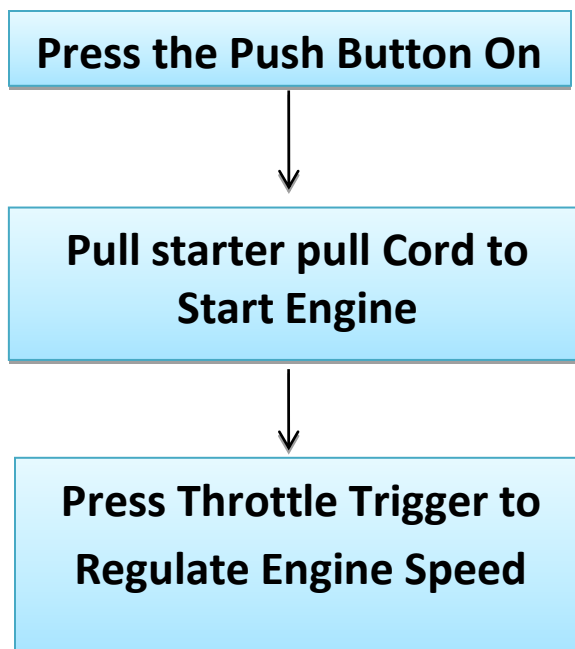 Press the Push Button On
Pull starter pull Cord to
Start Engine
Press Throttle Trigger to
Regulate Engine Speed